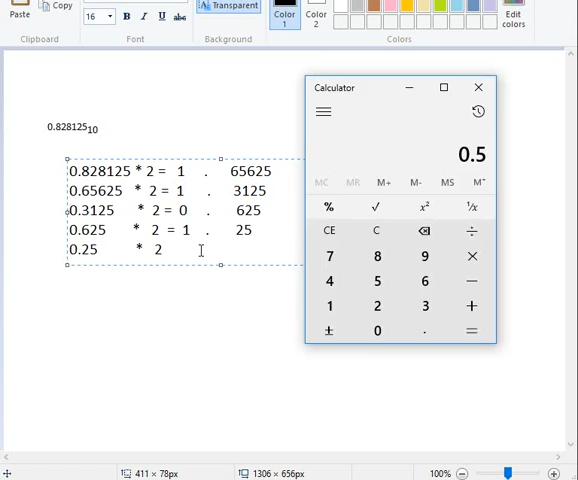 Paste
Copy
16
B I U abc
Transparent
Color 1
Color 2
Edit colors
Clipboard
Font
Background
Colors
0.828125₁₀
0.828125 * 2 = 1 . 65625
0.65625 * 2 = 1 . 3125
0.3125 * 2 = 0 . 625
0.625 * 2 = 1 . 25
0.25 * 2
Calculator
0.5
MC MR M+ M- MS M˅
% √ x² ¹/x
CE C ÷
7 8 9 ×
4 5 6 −
1 2 3 +
± 0 . =
411 × 78px
1306 × 656px
100%